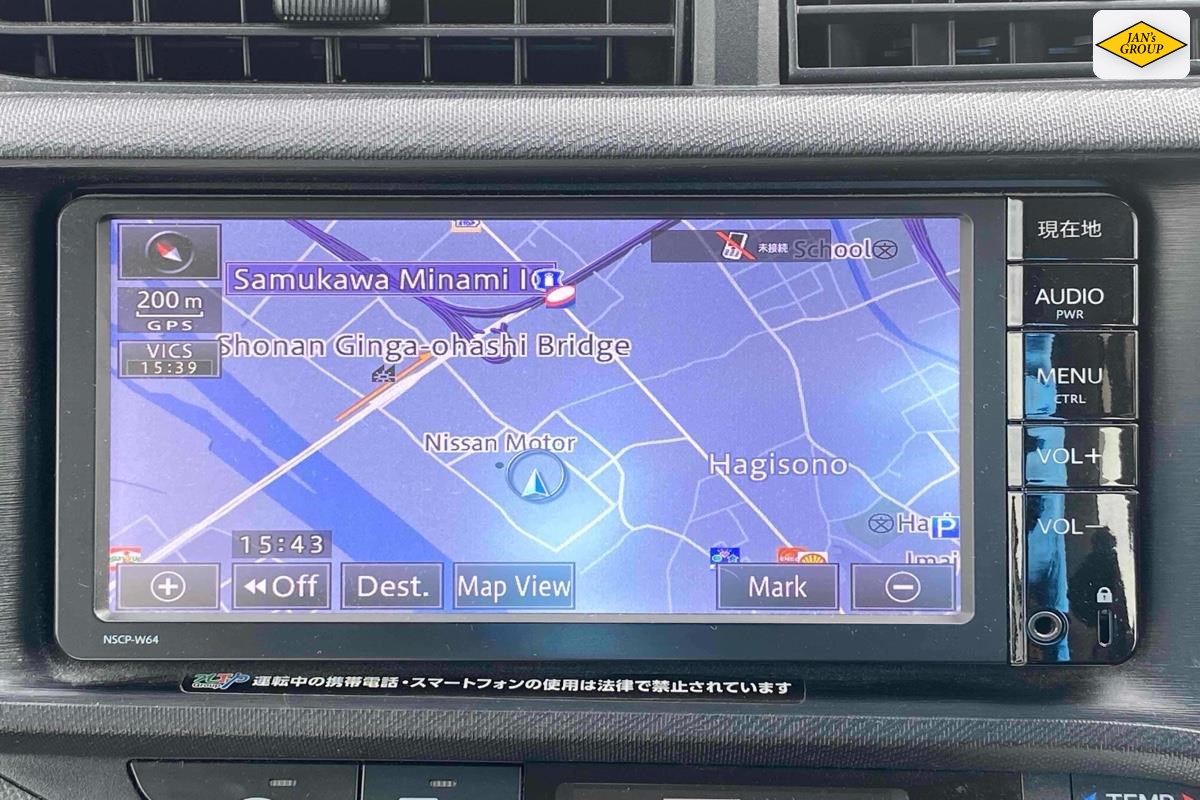 JAN's
GROUP
現在地
AUDIO
PWR
MENU
CTRL
VOL+
VOL−
未接続
School
Samukawa Minami I
200 m
GPS
VICS
15:39
Shonan Ginga-ohashi Bridge
Nissan Motor
Hagisono
Ha
P
Imai
15:43
+
Off
Dest.
Map View
Mark
−
NSCP-W64
運転中の携帯電話・スマートフォンの使用は法律で禁止されています
TEMP